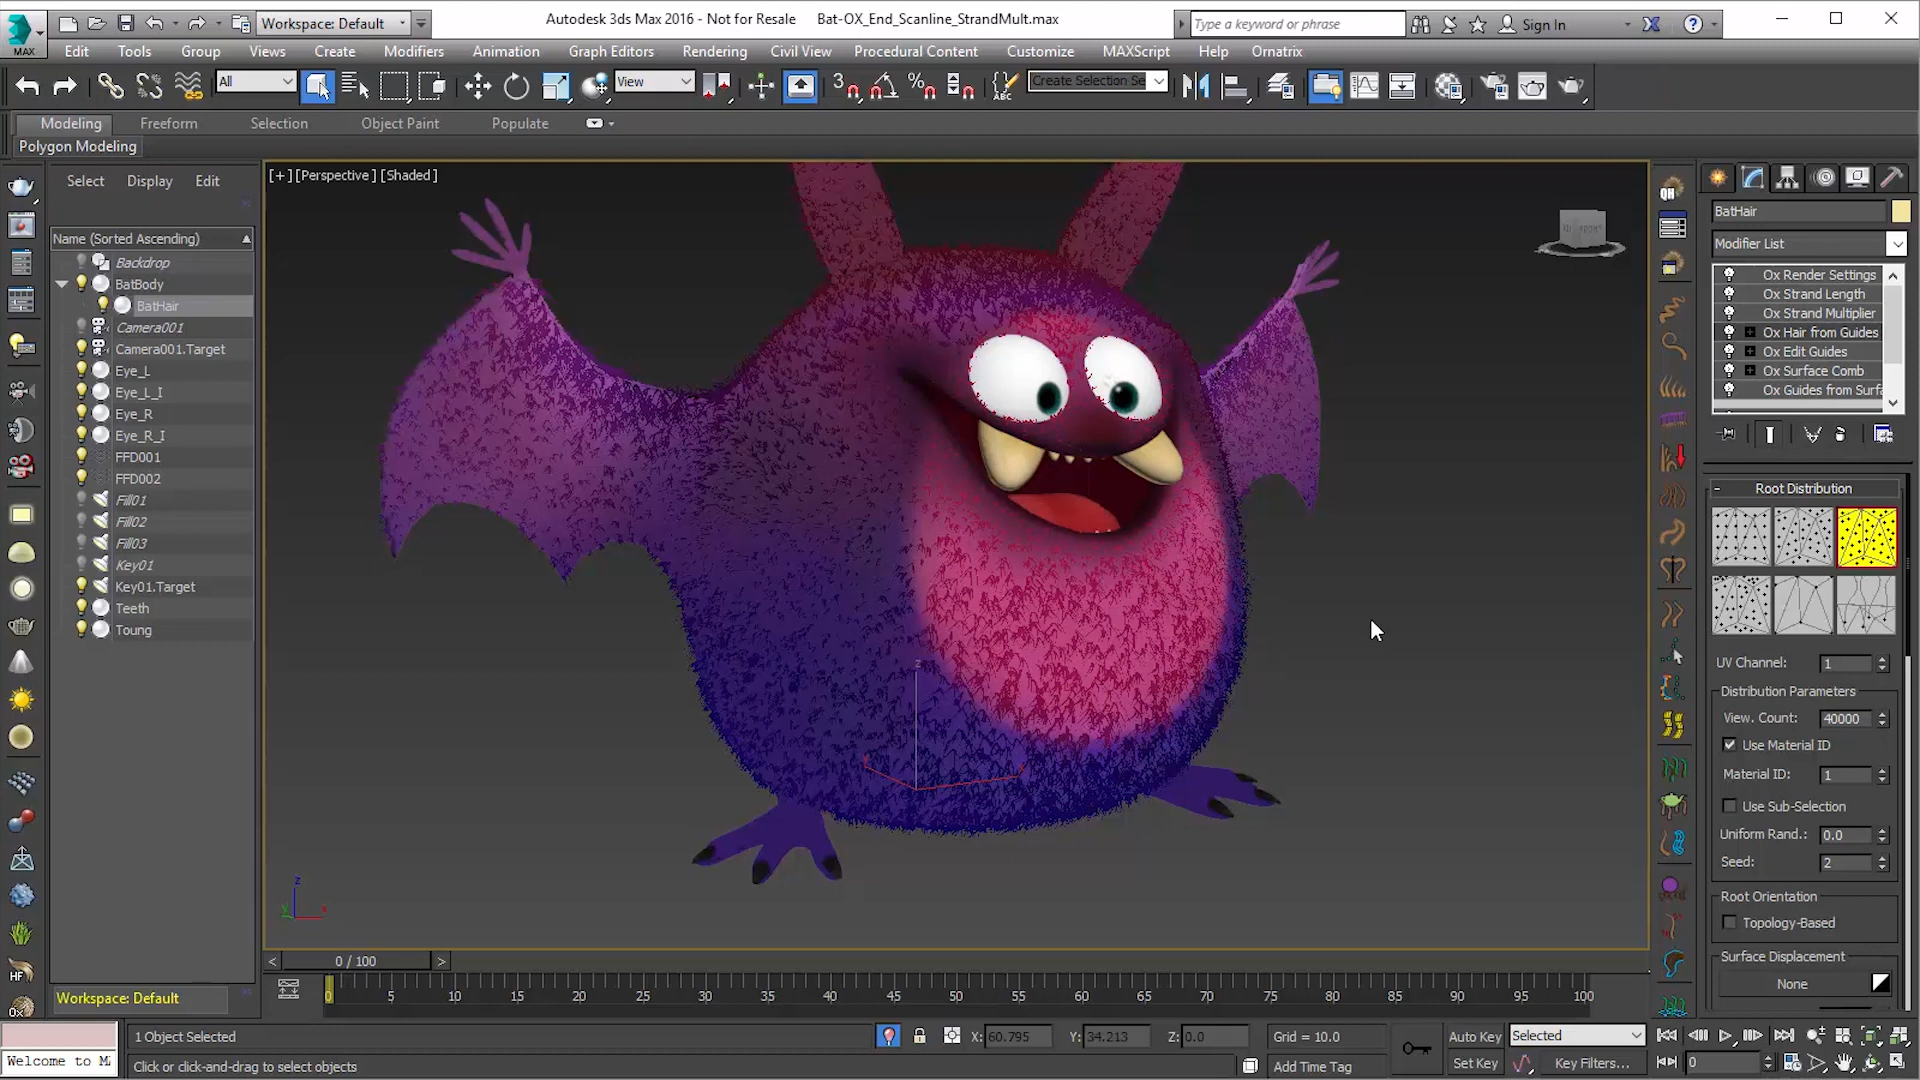 Workspace: Default
Autodesk 3ds Max 2016 - Not for Resale
Bat-OX_End_Scanline_StrandMult.max
Type a keyword or phrase
Sign In
MAX
Edit Tools Group Views Create Modifiers Animation Graph Editors Rendering Civil View Procedural Content Customize MAXScript Help Ornatrix
All
View
3
%
ABC
Create Selection Se
Modeling Freeform Selection Object Paint Populate
Polygon Modeling
Select Display Edit
Name (Sorted Ascending)
Backdrop
BatBody
BatHair
Camera001
Camera001.Target
Eye_L
Eye_L_I
Eye_R
Eye_R_I
FFD001
FFD002
Fill01
Fill02
Fill03
Key01
Key01.Target
Teeth
Toung
HF
OX
Workspace: Default
[+][Perspective][Shaded]
FRONT
z
z
x
y
QH
BatHair
Modifier List
Ox Render Settings
Ox Strand Length
Ox Strand Multiplier
Ox Hair from Guides
Ox Edit Guides
Ox Surface Comb
Ox Guides from Surfa
- Root Distribution
UV Channel: 1
Distribution Parameters
View. Count: 40000
Use Material ID
Material ID: 1
Use Sub-Selection
Uniform Rand.: 0.0
Seed: 2
Root Orientation
Topology-Based
Surface Displacement
None
< 0 / 100 >
0 5 10 15 20 25 30 35 40 45 50 55 60 65 70 75 80 85 90 95 100
1 Object Selected
X: 60.795 Y: 34.213 Z: 0.0
Grid = 10.0
Auto Key
Selected
Welcome to M
Click or click-and-drag to select objects
Add Time Tag
Set Key
Key Filters...
0